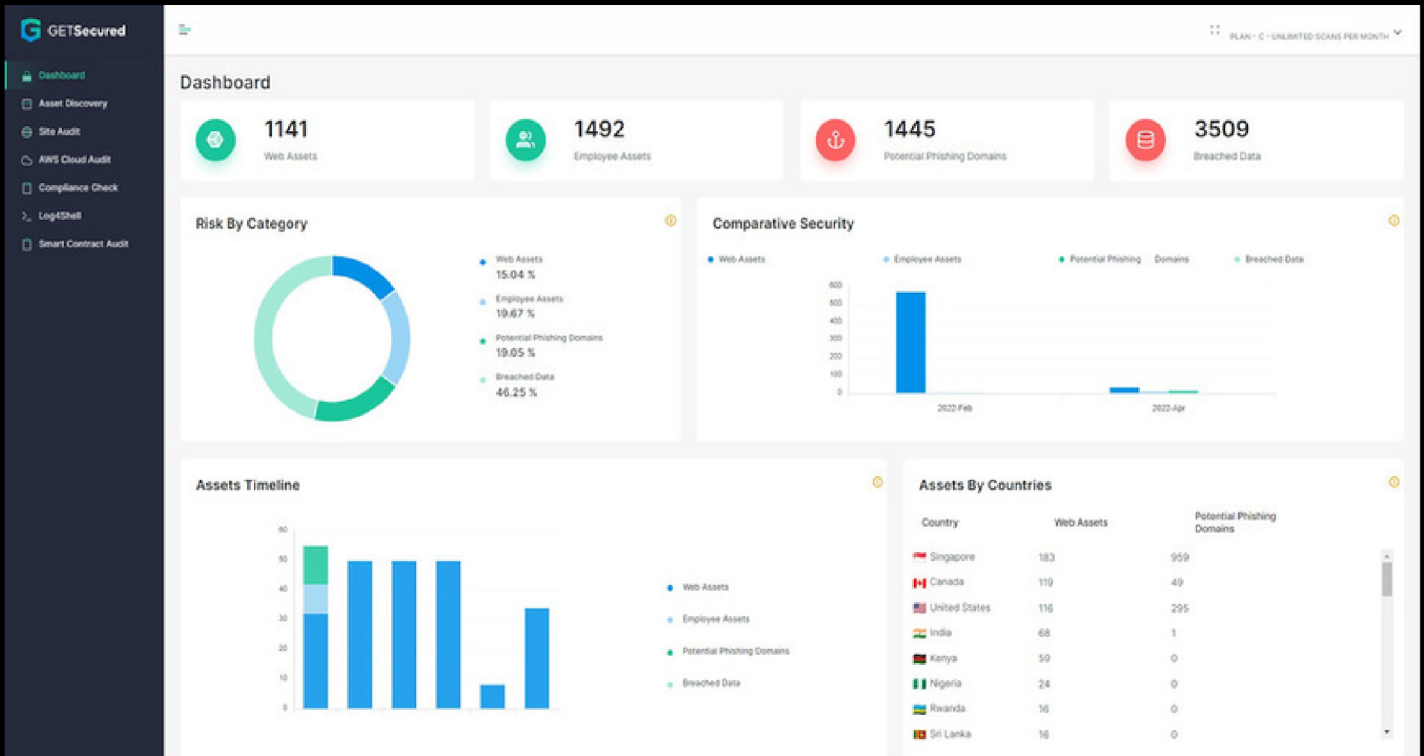 GETSecured
PLAN - C - UNLIMITED SCANS PER MONTH
Dashboard
Asset Discovery
Site Audit
AWS Cloud Audit
Compliance Check
Log4Shell
Smart Contract Audit
Dashboard
1141
Web Assets
1492
Employee Assets
1445
Potential Phishing Domains
3509
Breached Data
Risk By Category
Web Assets
15.04 %
Employee Assets
19.67 %
Potential Phishing Domains
19.05 %
Breached Data
46.25 %
Comparative Security
Web Assets Employee Assets Potential Phishing Domains Breached Data
600
500
400
300
200
100
0
2022-Feb 2022-Apr
Assets Timeline
60
50
40
30
20
10
0
Web Assets
Employee Assets
Potential Phishing Domains
Breached Data
Assets By Countries
Country Web Assets Potential Phishing
Domains
Singapore 183 959
Canada 119 49
United States 116 295
India 68 1
Kenya 59 0
Nigeria 24 0
Rwanda 16 0
Sri Lanka 16 0